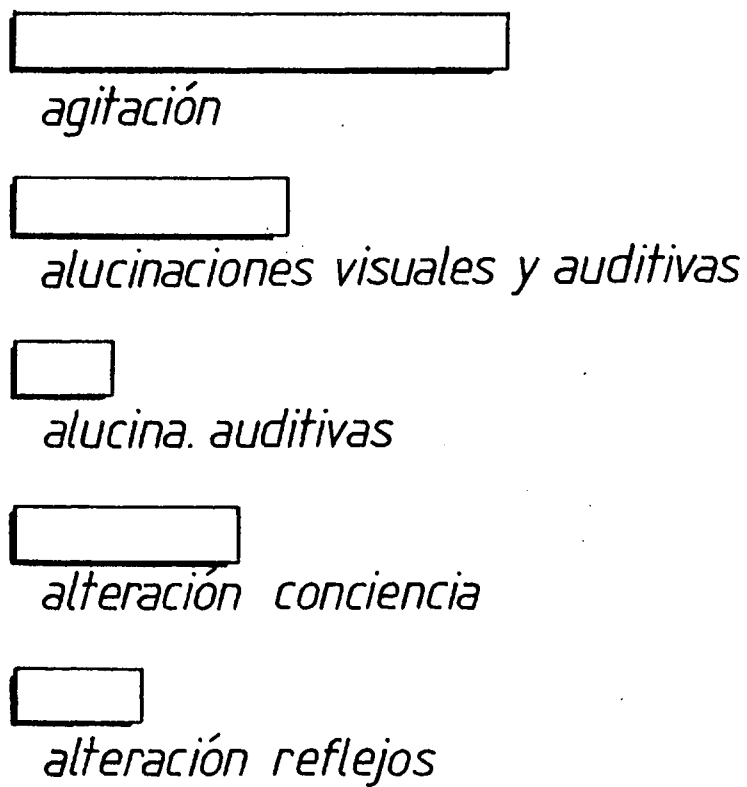 agitación
alucinaciones visuales y auditivas
alucina. auditivas
alteración conciencia
alteración reflejos